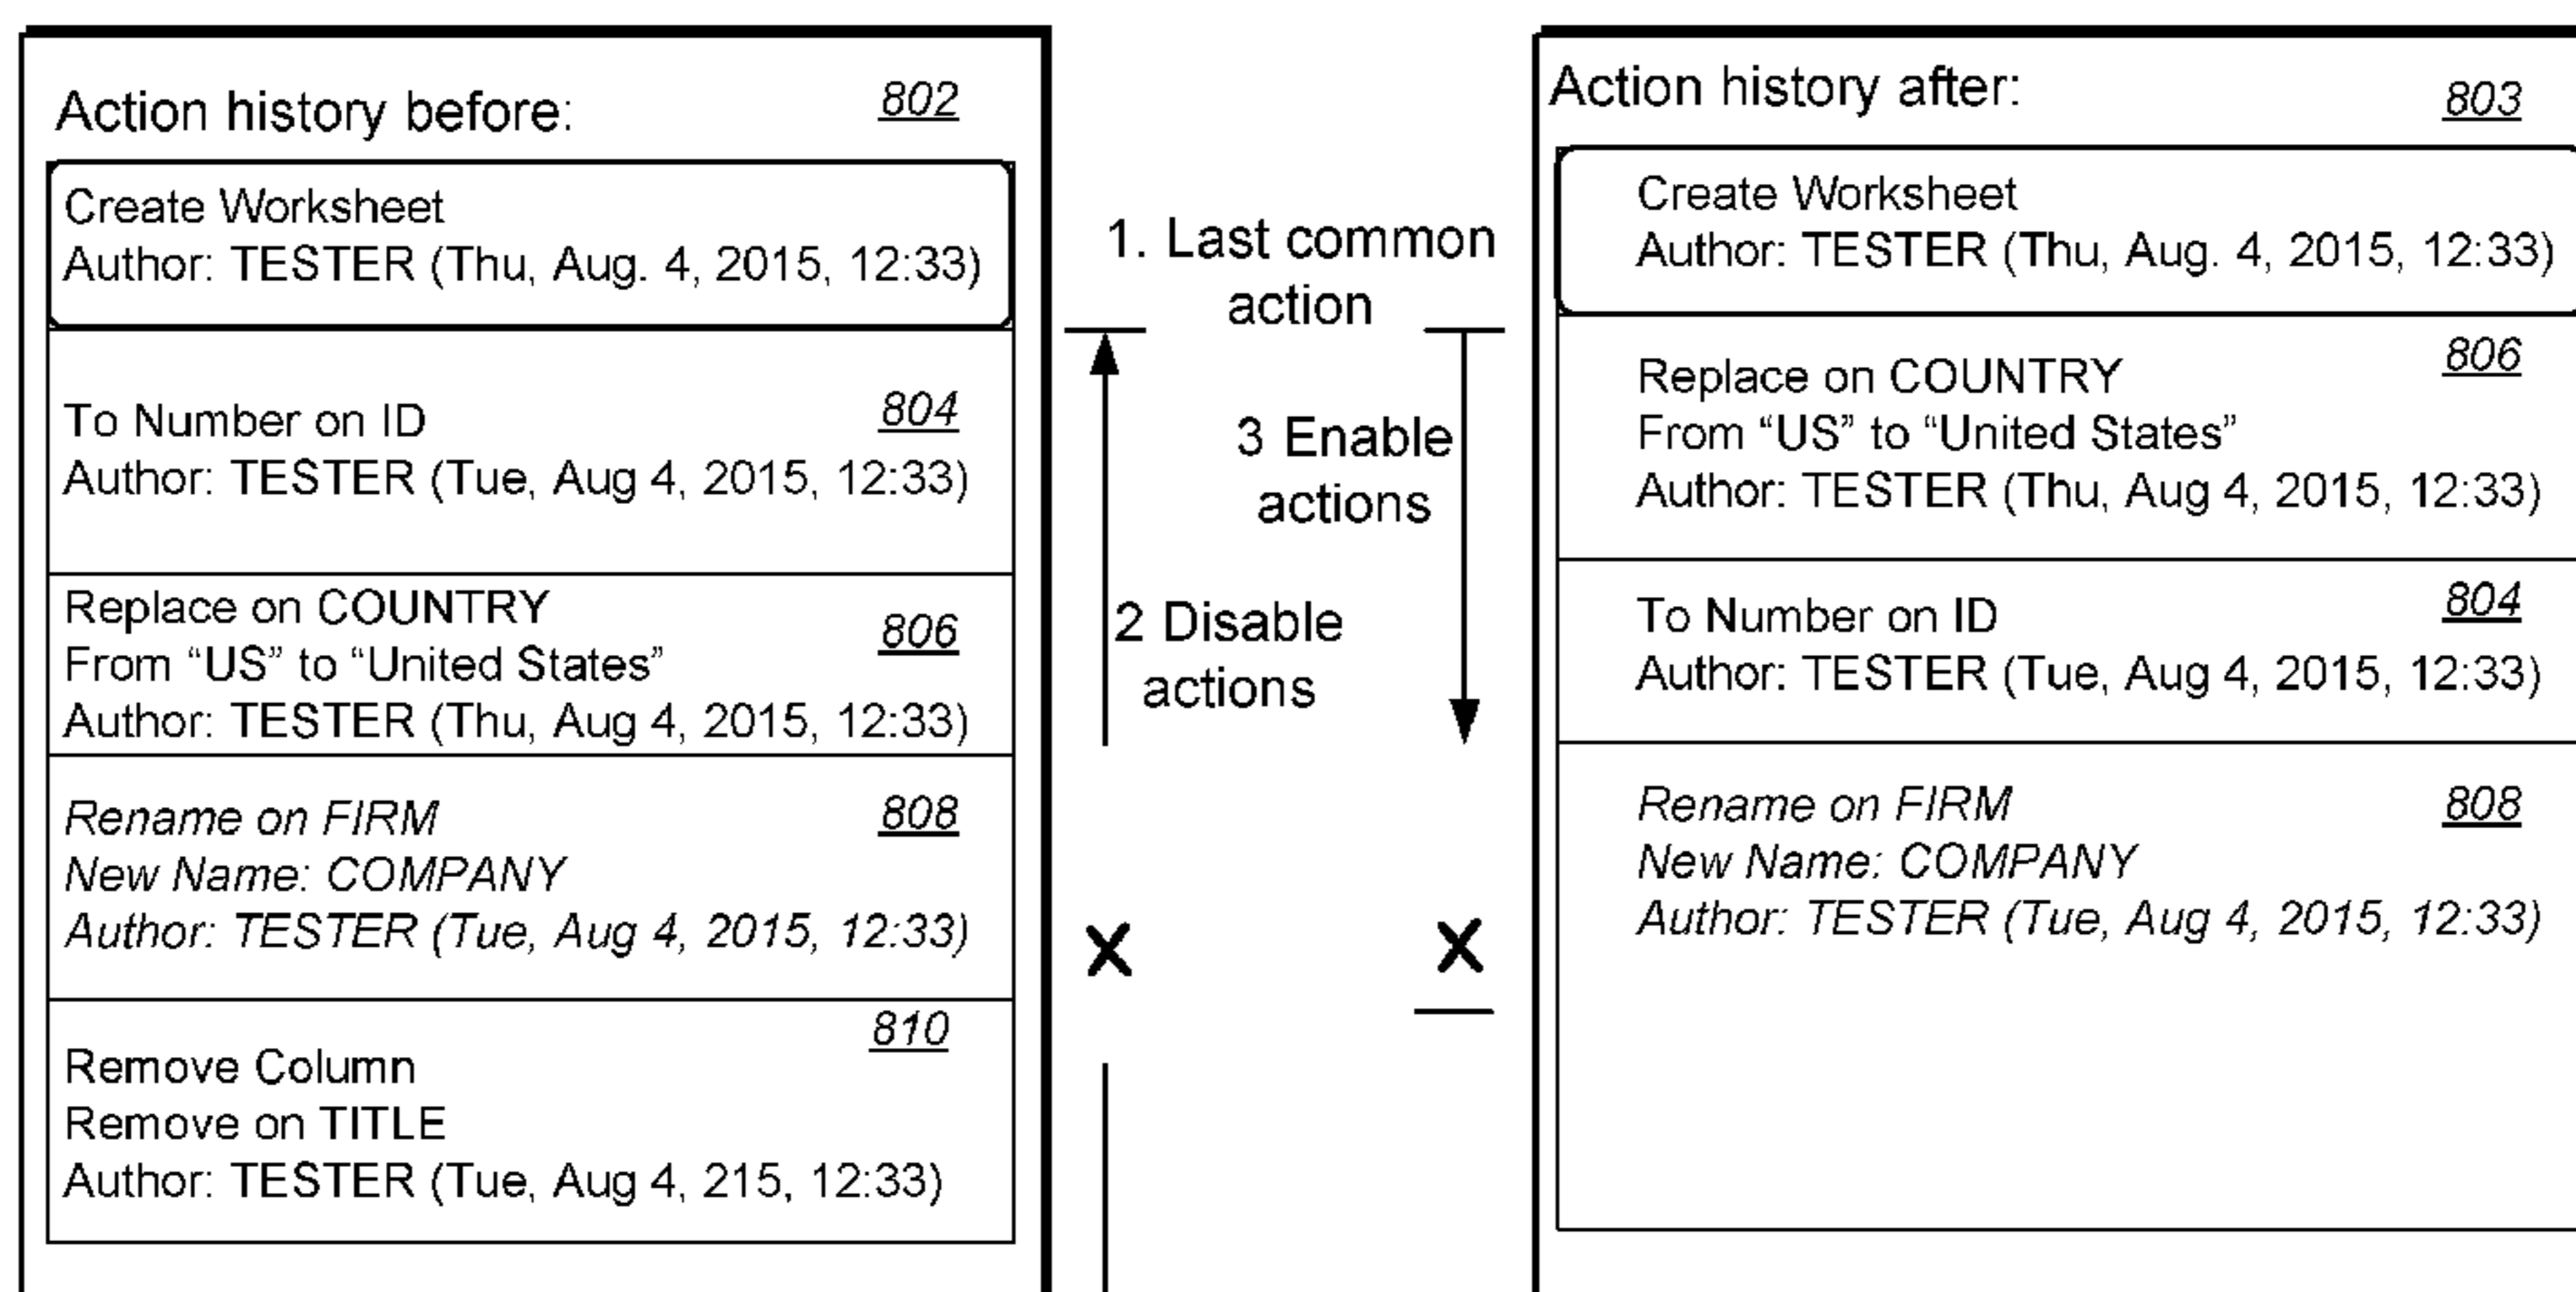 Action history before:
802
Create Worksheet
Author: TESTER (Thu, Aug. 4, 2015, 12:33)
To Number on ID
804
Author: TESTER (Tue, Aug 4, 2015, 12:33)
Replace on COUNTRY
806
From “US” to “United States”
Author: TESTER (Thu, Aug 4, 2015, 12:33)
Rename on FIRM
808
New Name: COMPANY
Author: TESTER (Tue, Aug 4, 2015, 12:33)
810
Remove Column
Remove on TITLE
Author: TESTER (Tue, Aug 4, 215, 12:33)
1. Last common
action
3 Enable
actions
2 Disable
actions
X
X
Action history after:
803
Create Worksheet
Author: TESTER (Thu, Aug. 4, 2015, 12:33)
806
Replace on COUNTRY
From “US” to “United States”
Author: TESTER (Thu, Aug 4, 2015, 12:33)
804
To Number on ID
Author: TESTER (Tue, Aug 4, 2015, 12:33)
Rename on FIRM
808
New Name: COMPANY
Author: TESTER (Tue, Aug 4, 2015, 12:33)